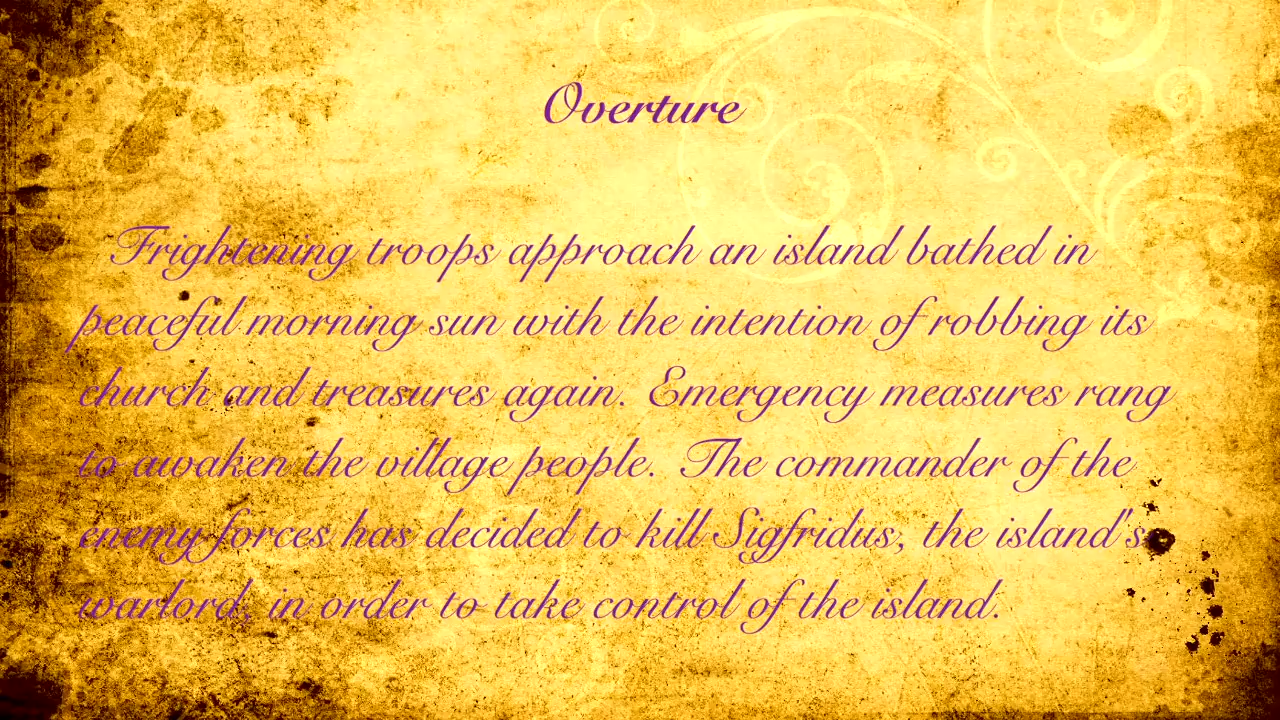 Overture
Frightening troops approach an island bathed in
peaceful morning sun with the intention of robbing its
church and treasures again. Emergency measures rang
to awaken the village people. The commander of the
enemy forces has decided to kill Sigfridus, the island's
warlord, in order to take control of the island.